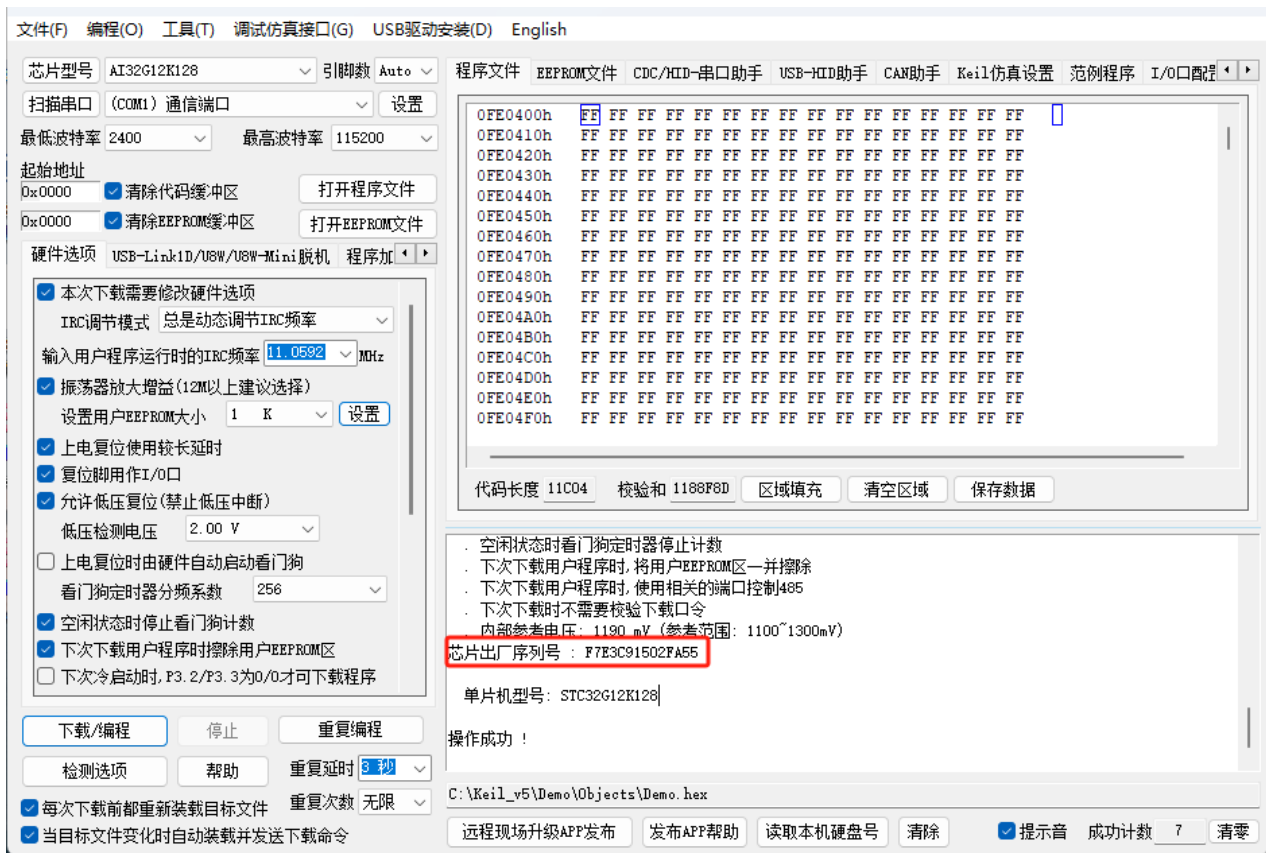 文件(F) 编程(O) 工具(T) 调试仿真接口(G) USB驱动安装(D) English
芯片型号 AI32G12K128 引脚数 Auto
扫描串口 (COM1) 通信端口 设置
最低波特率 2400 最高波特率 115200
起始地址
0x0000 清除代码缓冲区 打开程序文件
0x0000 清除EEPROM缓冲区 打开EEPROM文件
硬件选项 USB-Link1D/U8W/U8W-Mini脱机 程序加
本次下载需要修改硬件选项
IRC调节模式 总是动态调节IRC频率
输入用户程序运行时的IRC频率 11.0592 MHz
振荡器放大增益(12M以上建议选择)
设置用户EEPROM大小 1 K 设置
上电复位使用较长延时
复位脚用作I/O口
允许低压复位(禁止低压中断)
低压检测电压 2.00 V
上电复位时由硬件自动启动看门狗
看门狗定时器分频系数 256
空闲状态时停止看门狗计数
下次下载用户程序时擦除用户EEPROM区
下次冷启动时,P3.2/P3.3为0/0才可下载程序
下载/编程 停止 重复编程
检测选项 帮助 重复延时 3 秒
每次下载前都重新装载目标文件 重复次数 无限
当目标文件变化时自动装载并发送下载命令
程序文件 EEPROM文件 CDC/HID-串口助手 USB-HID助手 CAN助手 Keil仿真设置 范例程序 I/O口配
0FE0400h FF FF FF FF FF FF FF FF FF FF FF FF FF FF FF FF
0FE0410h FF FF FF FF FF FF FF FF FF FF FF FF FF FF FF FF
0FE0420h FF FF FF FF FF FF FF FF FF FF FF FF FF FF FF FF
0FE0430h FF FF FF FF FF FF FF FF FF FF FF FF FF FF FF FF
0FE0440h FF FF FF FF FF FF FF FF FF FF FF FF FF FF FF FF
0FE0450h FF FF FF FF FF FF FF FF FF FF FF FF FF FF FF FF
0FE0460h FF FF FF FF FF FF FF FF FF FF FF FF FF FF FF FF
0FE0470h FF FF FF FF FF FF FF FF FF FF FF FF FF FF FF FF
0FE0480h FF FF FF FF FF FF FF FF FF FF FF FF FF FF FF FF
0FE0490h FF FF FF FF FF FF FF FF FF FF FF FF FF FF FF FF
0FE04A0h FF FF FF FF FF FF FF FF FF FF FF FF FF FF FF FF
0FE04B0h FF FF FF FF FF FF FF FF FF FF FF FF FF FF FF FF
0FE04C0h FF FF FF FF FF FF FF FF FF FF FF FF FF FF FF FF
0FE04D0h FF FF FF FF FF FF FF FF FF FF FF FF FF FF FF FF
0FE04E0h FF FF FF FF FF FF FF FF FF FF FF FF FF FF FF FF
0FE04F0h FF FF FF FF FF FF FF FF FF FF FF FF FF FF FF FF
代码长度 11C04 校验和 1188F8D 区域填充 清空区域 保存数据
. 空闲状态时看门狗定时器停止计数
. 下次下载用户程序时,将用户EEPROM区一并擦除
. 下次下载用户程序时,使用相关的端口控制485
. 下次下载时不需要校验下载口令
. 内部参考电压: 1190 mV (参考范围: 1100~1300mV)
芯片出厂序列号 : F7E3C91502FA55
单片机型号: STC32G12K128
操作成功 !
C:\Keil_v5\Demo\Objects\Demo.hex
远程现场升级APP发布 发布APP帮助 读取本机硬盘号 清除 提示音 成功计数 7 清零